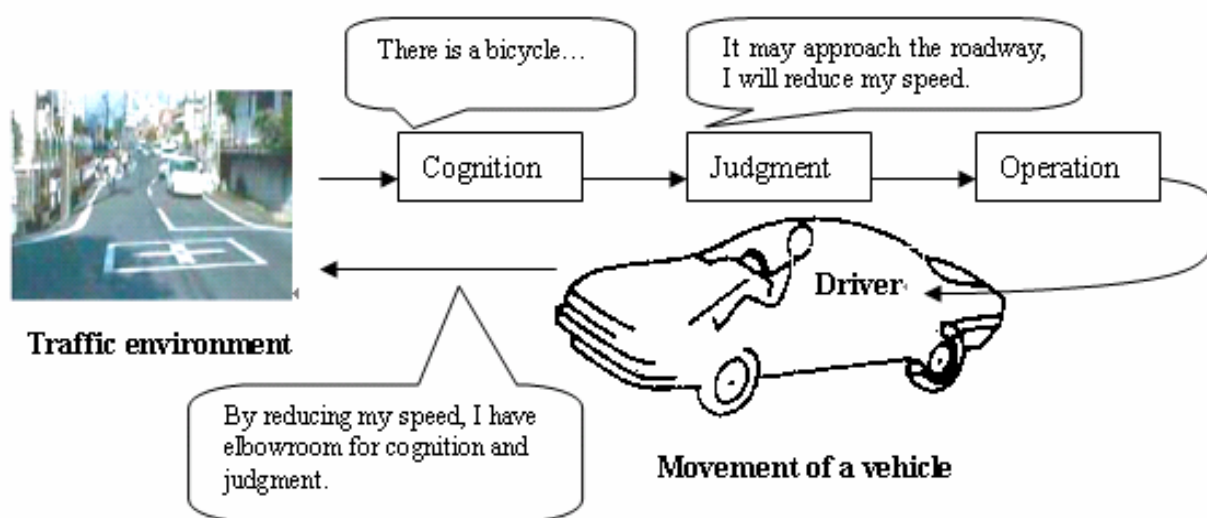 There is a bicycle…
It may approach the roadway,
I will reduce my speed.
Cognition
Judgment
Operation
Driver
Traffic environment
By reducing my speed, I have
elbowroom for cognition and
judgment.
Movement of a vehicle